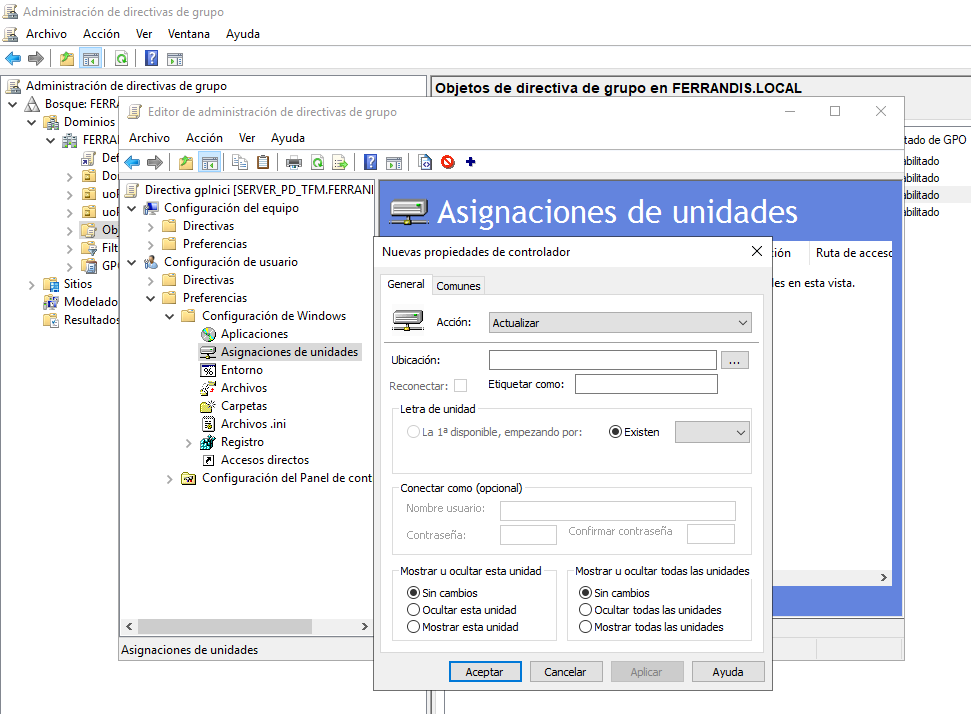 Administración de directivas de grupo
Archivo Acción Ver Ventana Ayuda
Administración de directivas de grupo
Bosque: FERRA
Dominios
FERRA
Def
Do
uoI
uoI
Obj
Filt
GPO
Sitios
Modelado
Resultados
Objetos de directiva de grupo en FERRANDIS.LOCAL
tado de GPO
abilitado
abilitado
abilitado
abilitado
Editor de administración de directivas de grupo
Archivo Acción Ver Ayuda
Directiva gpInici [SERVER_PD_TFM.FERRANI
Configuración del equipo
Directivas
Preferencias
Configuración de usuario
Directivas
Preferencias
Configuración de Windows
Aplicaciones
Asignaciones de unidades
Entorno
Archivos
Carpetas
Archivos .ini
Registro
Accesos directos
Configuración del Panel de cont
Asignaciones de unidades
Asignaciones de unidades
ión Ruta de acceso
les en esta vista.
Nuevas propiedades de controlador
General Comunes
Acción: Actualizar
Ubicación: ...
Reconectar: Etiquetar como:
Letra de unidad
La 1ª disponible, empezando por: Existen
Conectar como (opcional)
Nombre usuario:
Contraseña: Confirmar contraseña
Mostrar u ocultar esta unidad
Sin cambios
Ocultar esta unidad
Mostrar esta unidad
Mostrar u ocultar todas las unidades
Sin cambios
Ocultar todas las unidades
Mostrar todas las unidades
Aceptar Cancelar Aplicar Ayuda